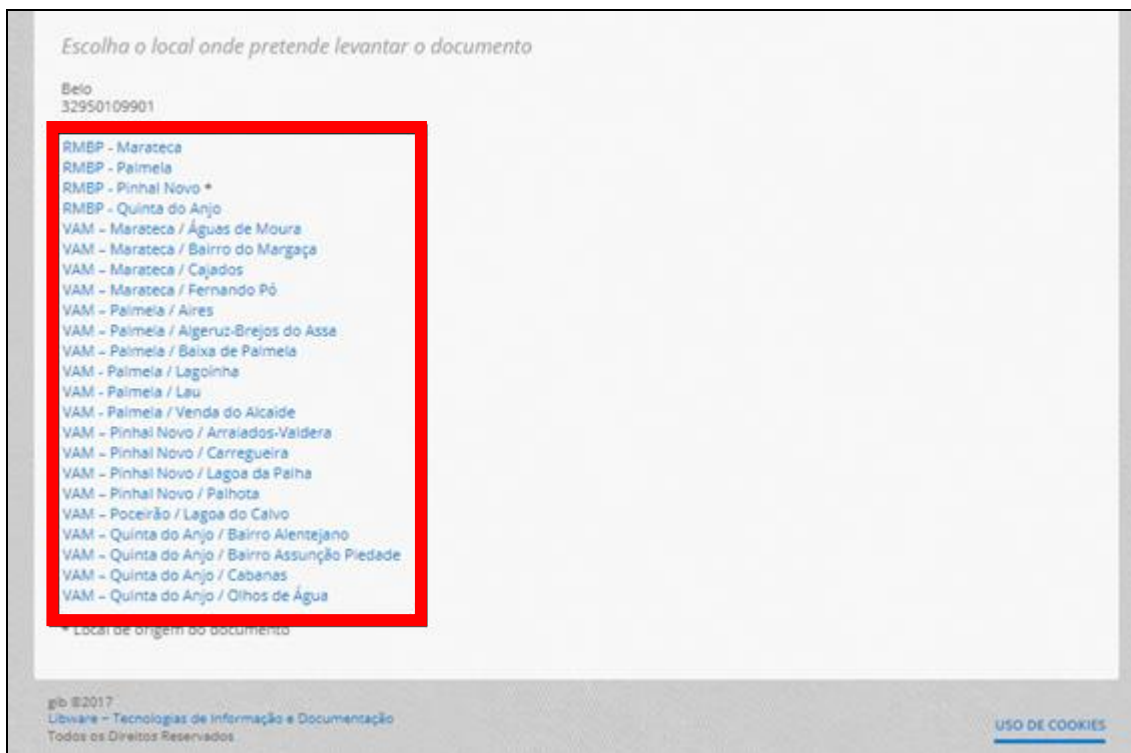 Escolha o local onde pretende levantar o documento
Belo
32950109901
RMBP - Marateca
RMBP - Palmela
RMBP - Pinhal Novo *
RMBP - Quinta do Anjo
VAM – Marateca / Águas de Moura
VAM – Marateca / Bairro do Margaça
VAM – Marateca / Cajados
VAM – Marateca / Fernando Pó
VAM – Palmela / Aires
VAM – Palmela / Algeruz-Brejos do Assa
VAM – Palmela / Baixa de Palmela
VAM - Palmela / Lagoinha
VAM - Palmela / Lau
VAM - Palmela / Venda do Alcaide
VAM – Pinhal Novo / Arraiados-Valdera
VAM – Pinhal Novo / Carregueira
VAM – Pinhal Novo / Lagoa da Palha
VAM – Pinhal Novo / Palhota
VAM – Poceirão / Lagoa do Calvo
VAM – Quinta do Anjo / Bairro Alentejano
VAM – Quinta do Anjo / Bairro Assunção Piedade
VAM – Quinta do Anjo / Cabanas
VAM – Quinta do Anjo / Olhos de Água
* Local de origem do documento
glb ©2017
Libware – Tecnologias de Informação e Documentação
Todos os Direitos Reservados
USO DE COOKIES